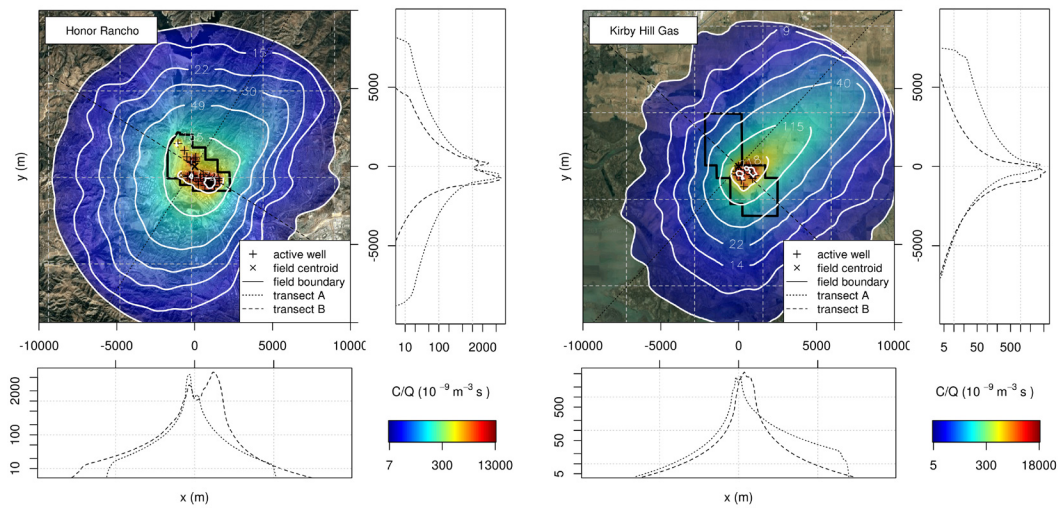 Honor Rancho
15
22
30
49
y (m)
active well
field centroid
field boundary
transect A
transect B
-10000
-5000
0
5000
10000
5000
0
-5000
10
100
2000
2000
100
10
x (m)
C/Q (10 −9 m−3 s )
7
300
13000
Kirby Hill Gas
9
14
40
115
22
14
y (m)
active well
field centroid
field boundary
transect A
transect B
-10000
-5000
0
5000
10000
5000
0
-5000
5
50
500
500
50
5
x (m)
C/Q (10 −9 m−3 s )
5
300
18000